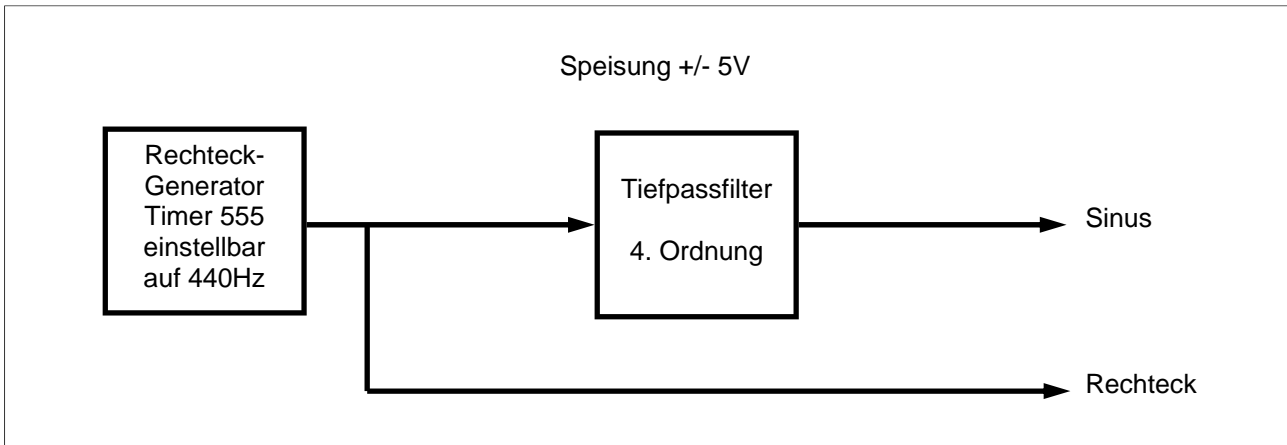 Speisung +/- 5V
Rechteck-
Generator
Timer 555
einstellbar
auf 440Hz
Tiefpassfilter
4. Ordnung
Sinus
Rechteck